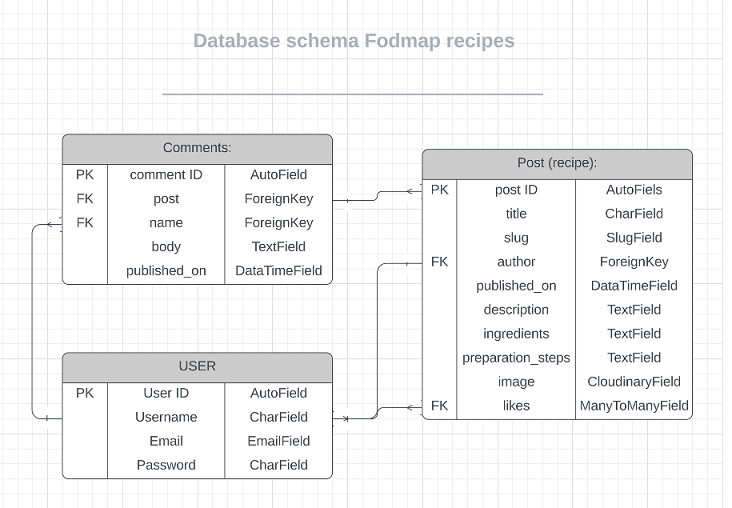 Database schema Fodmap recipes
Comments:
PK comment ID AutoField
FK post ForeignKey
FK name ForeignKey
body TextField
published_on DataTimeField
USER
PK User ID AutoField
Username CharField
Email EmailField
Password CharField
Post (recipe):
PK post ID AutoFiels
title CharField
slug SlugField
FK author ForeignKey
published_on DataTimeField
description TextField
ingredients TextField
preparation_steps TextField
image CloudinaryField
FK likes ManyToManyField